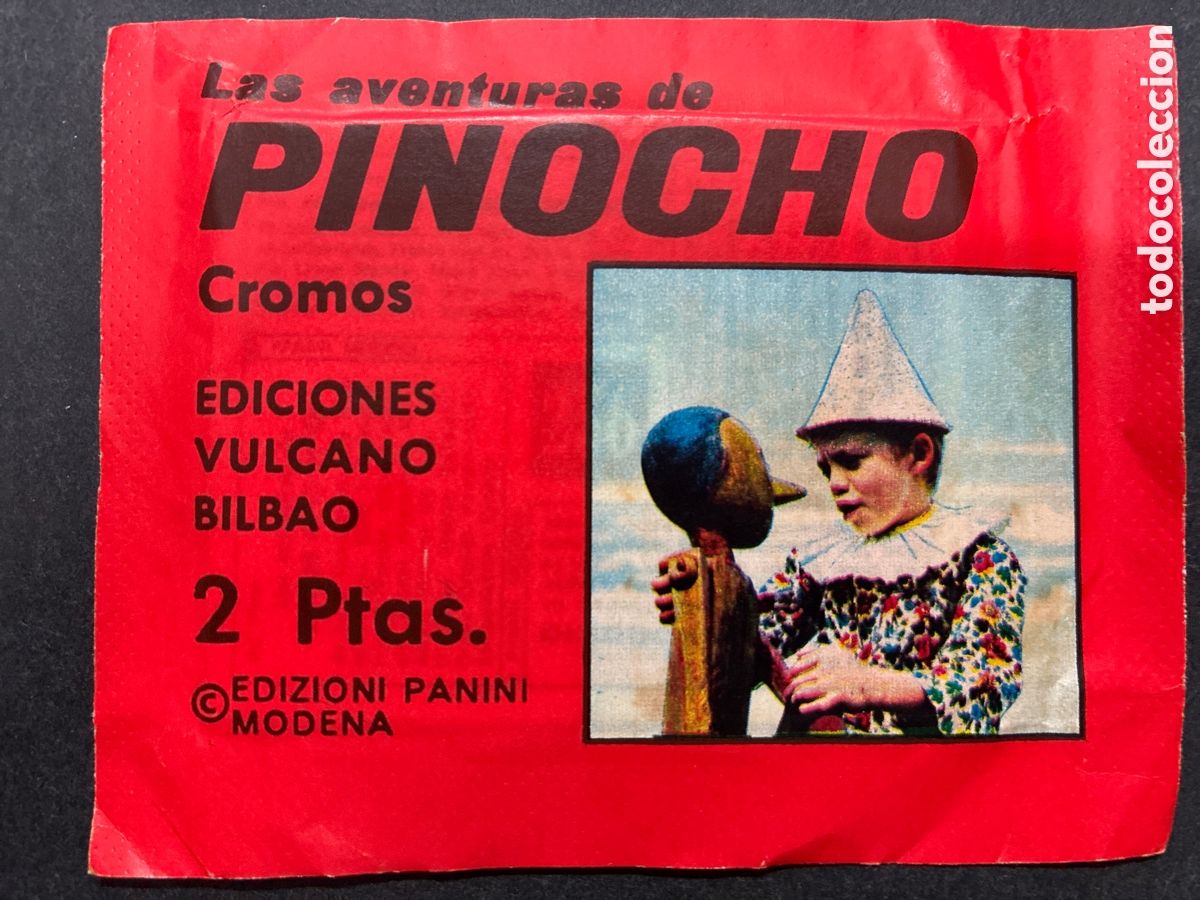 Las aventuras de
PINOCHO
Cromos
EDICIONES
VULCANO
BILBAO
2 Ptas.
© EDIZIONI PANINI
MODENA
todocoleccion